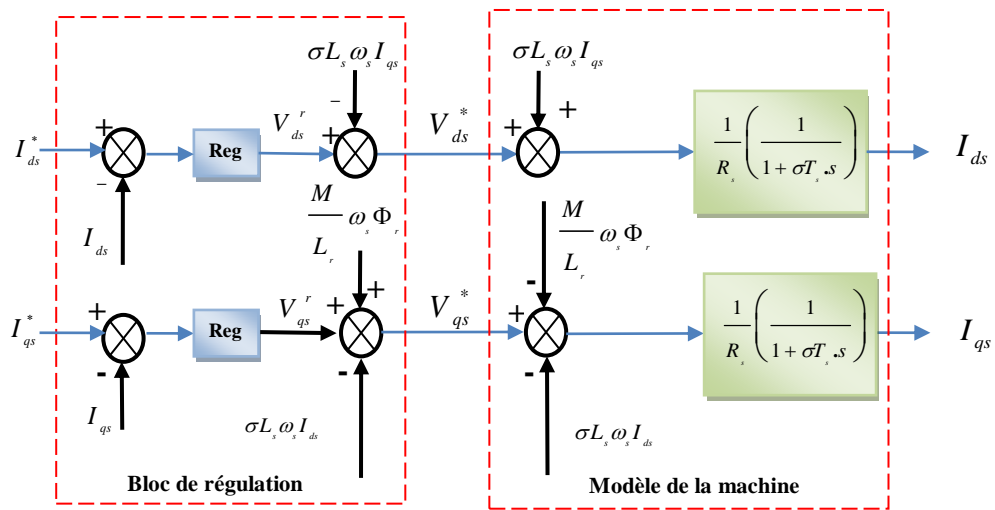 σL_s ω_s I_qs
σL_s ω_s I_qs
I_ds^*
+
−
Reg
V_ds^r
−
+
V_ds^*
+
+
1/R_s (1/(1 + σT_s .s))
I_ds
I_ds
M/L_r ω_s Φ_r
M/L_r ω_s Φ_r
I_qs^*
+
-
Reg
V_qs^r
+
+
-
V_qs^*
+
-
-
1/R_s (1/(1 + σT_s .s))
I_qs
I_qs
σL_s ω_s I_ds
σL_s ω_s I_ds
Bloc de régulation
Modèle de la machine